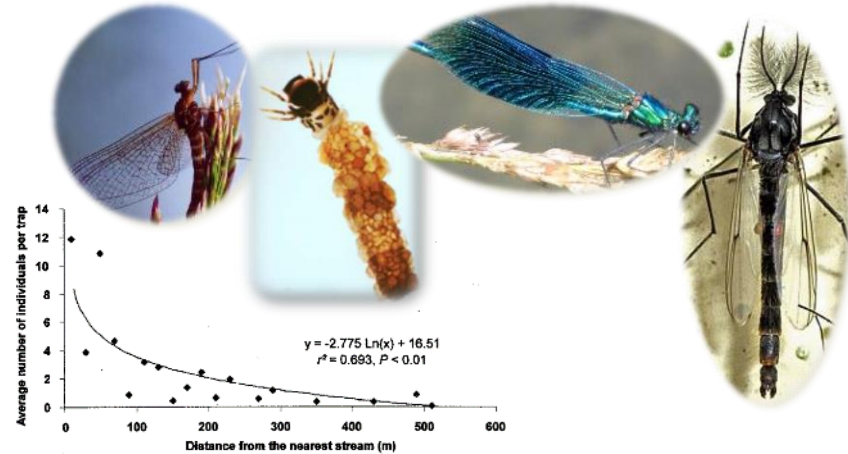 14
12
10
8
6
4
2
0
Average number of individuals per trap
y = -2.775 Ln(x) + 16.51
r² = 0.693, P < 0.01
0 100 200 300 400 500 600
Distance from the nearest stream (m)